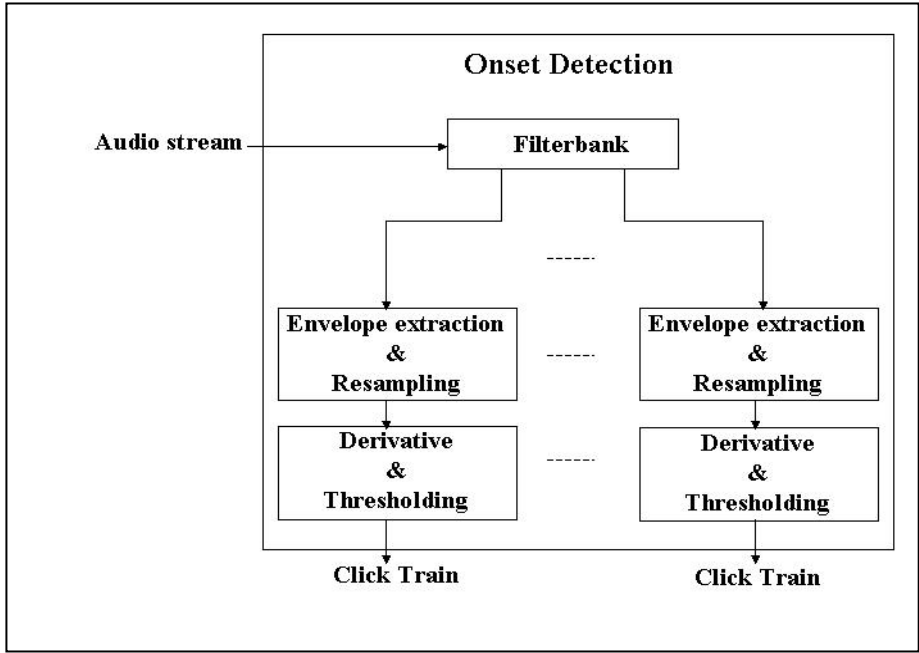 Onset Detection
Audio stream
Filterbank
Envelope extraction
&
Resampling
Envelope extraction
&
Resampling
Derivative
&
Thresholding
Derivative
&
Thresholding
Click Train
Click Train